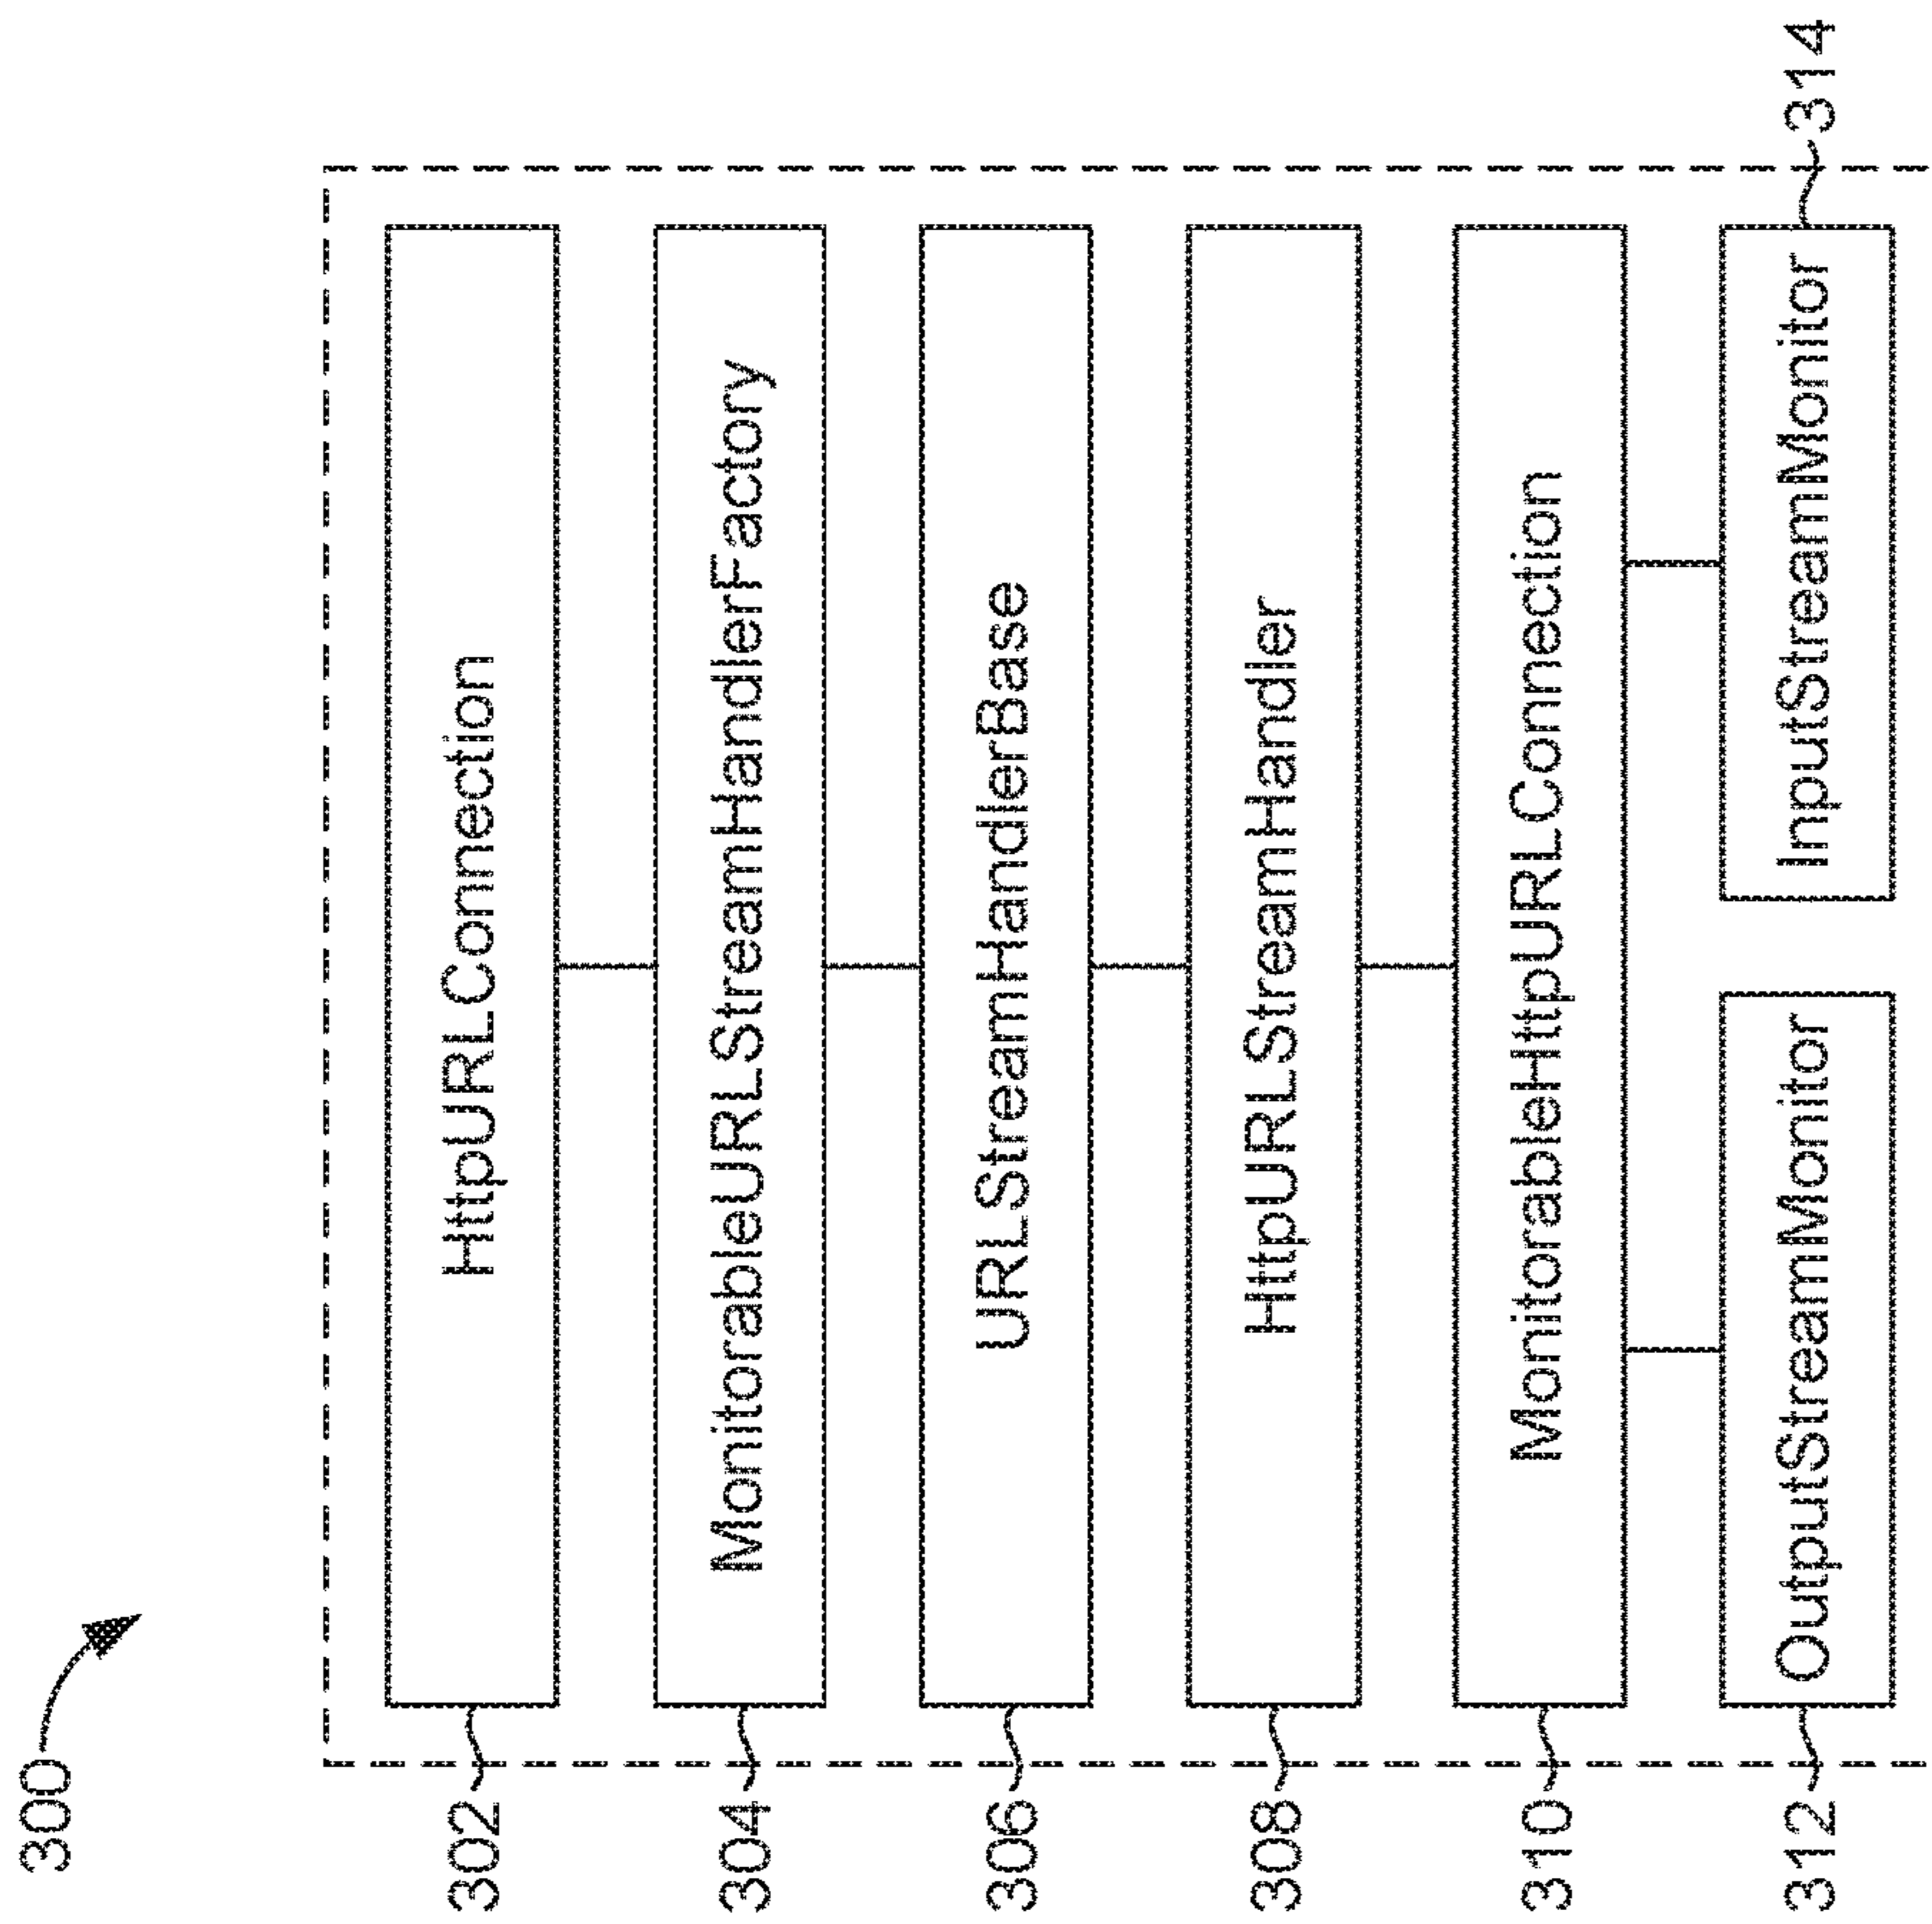 300
302
HttpURLConnection
304
MonitorableURLStreamHandlerFactory
306
URLStreamHandlerBase
308
HttpURLStreamHandler
310
MonitorableHttpURLConnection
312
OutputStreamMonitor
InputStreamMonitor
314